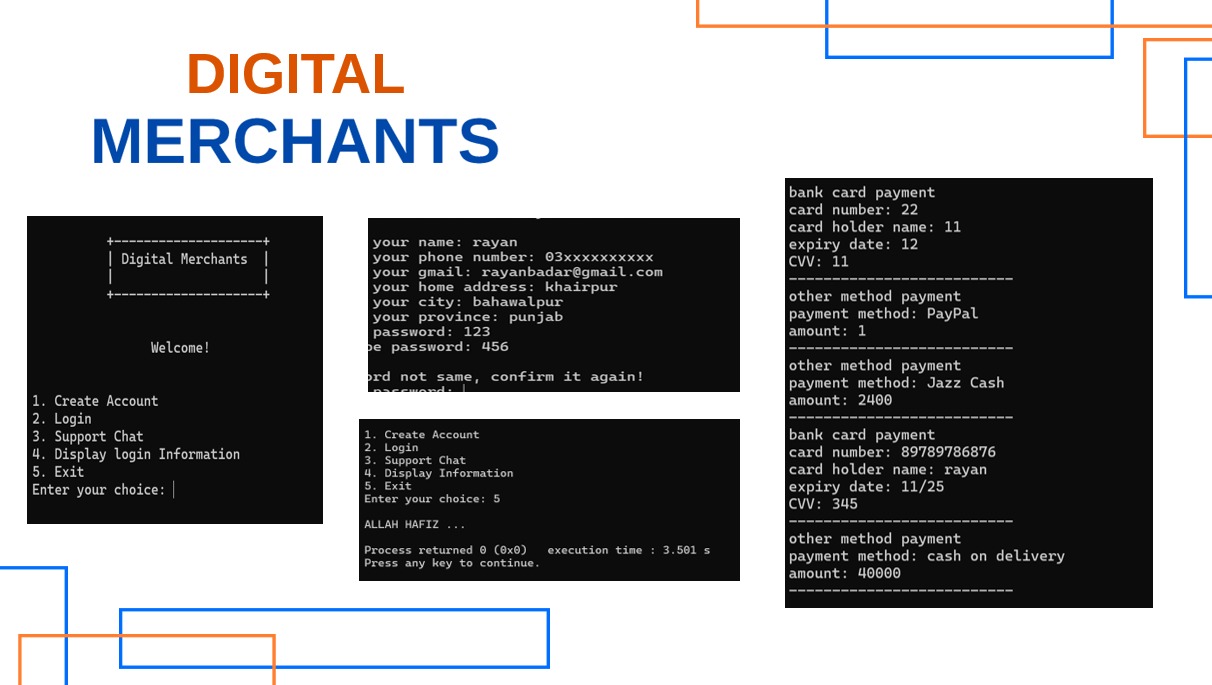 DIGITAL
MERCHANTS
+--------------------+
| Digital Merchants  |
|                    |
+--------------------+
Welcome!
1. Create Account
2. Login
3. Support Chat
4. Display login Information
5. Exit
Enter your choice:
your name: rayan
your phone number: 03xxxxxxxxxx
your gmail: rayanbadar@gmail.com
your home address: khairpur
your city: bahawalpur
your province: punjab
password: 123
pe password: 456
ord not same, confirm it again!
password:
1. Create Account
2. Login
3. Support Chat
4. Display Information
5. Exit
Enter your choice: 5
ALLAH HAFIZ ...
Process returned 0 (0x0)   execution time : 3.501 s
Press any key to continue.
bank card payment
card number: 22
card holder name: 11
expiry date: 12
CVV: 11
--------------------------
other method payment
payment method: PayPal
amount: 1
--------------------------
other method payment
payment method: Jazz Cash
amount: 2400
--------------------------
bank card payment
card number: 89789786876
card holder name: rayan
expiry date: 11/25
CVV: 345
--------------------------
other method payment
payment method: cash on delivery
amount: 40000
--------------------------